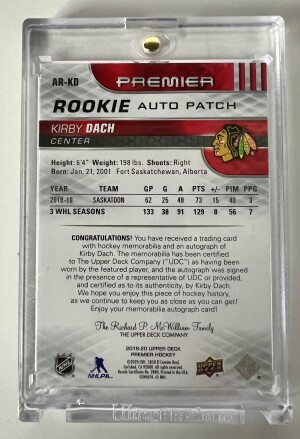 AR-KD
PREMIER
ROOKIE AUTO PATCH
KIRBY DACH
CENTER
Height: 6'4" Weight: 198 lbs. Shoots: Right
Born: Jan. 21, 2001 Fort Saskatchewan, Alberta
YEAR TEAM GP G A PTS +/- PIM PPG
2018-19 SASKATOON 62 25 48 73 15 40 3
3 WHL SEASONS 133 38 91 129 8 56 7
CONGRATULATIONS! You have received a trading card
with hockey memorabilia and an autograph of
Kirby Dach. The memorabilia has been certified
to The Upper Deck Company ("UDC") as having been
worn by the featured player, and the autograph was signed
in the presence of a representative of UDC or provided,
and certified as to its authenticity, by Kirby Dach.
We hope you enjoy this piece of hockey history,
as we continue to keep you as close as you can get!
Enjoy your memorabilia autograph card!
The Richard P. McWilliam Family
THE UPPER DECK COMPANY
2019-20 UPPER DECK
PREMIER HOCKEY
NHL
NHLPA
UPPER DECK